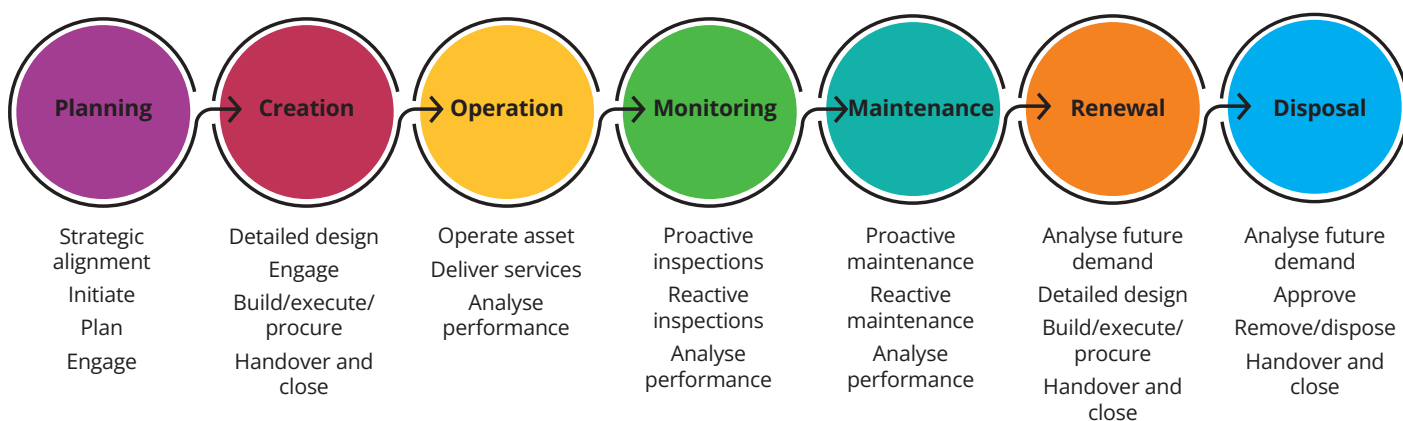 Planning
Creation
Operation
Monitoring
Maintenance
Renewal
Disposal
Strategic
alignment
Initiate
Plan
Engage
Detailed design
Engage
Build/execute/
procure
Handover and
close
Operate asset
Deliver services
Analyse
performance
Proactive
inspections
Reactive
inspections
Analyse
performance
Proactive
maintenance
Reactive
maintenance
Analyse
performance
Analyse future
demand
Detailed design
Build/execute/
procure
Handover and
close
Analyse future
demand
Approve
Remove/dispose
Handover and
close